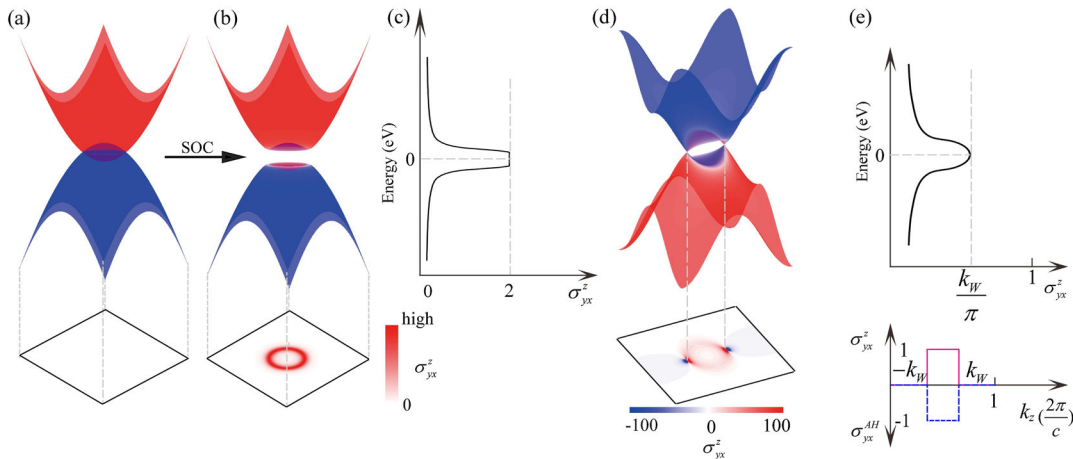 (a)
(b)
SOC
high
σ^z_yx
0
(c)
Energy (eV)
0
0
2
σ^z_yx
(d)
-100
0
100
σ^z_yx
(e)
Energy (eV)
0
k_W/π
1
σ^z_yx
σ^z_yx
1
-k_W
k_W
1
k_z(2π/c)
-1
σ^AH_yx